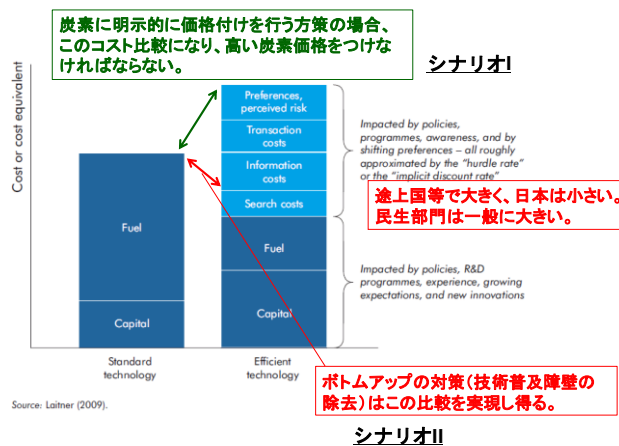 炭素に明示的に価格付けを行う方策の場合、
このコスト比較になり、高い炭素価格をつけな
ければならない。
シナリオI
Cost or cost equivalent
Preferences,
perceived risk
Transaction
costs
Information
costs
Search costs
Fuel
Capital
Fuel
Capital
Impacted by policies,
programmes, awareness, and by
shifting preferences – all roughly
approximated by the “hurdle rate”
or the “implicit discount rate”
途上国等で大きく、日本は小さい。
民生部門は一般に大きい。
Impacted by policies, R&D
programmes, experience, growing
expectations, and new innovations
Standard
technology
Efficient
technology
ボトムアップの対策(技術普及障壁の
除去)はこの比較を実現し得る。
Source: Laitner (2009).
シナリオII